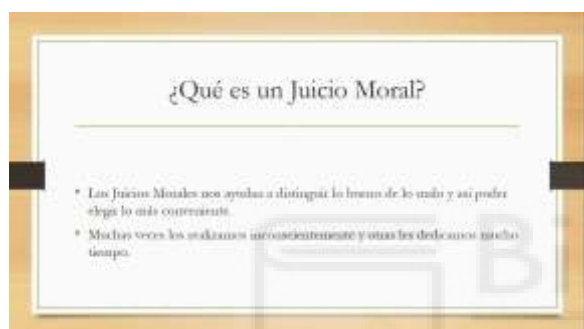 ¿Qué es un Juicio Moral?
• Los Juicios Morales nos ayudan a distinguir lo bueno de lo malo y así poder
elegir lo más conveniente.
• Muchas veces los realizamos inconscientemente y otras les dedicamos mucho
tiempo.
Bi